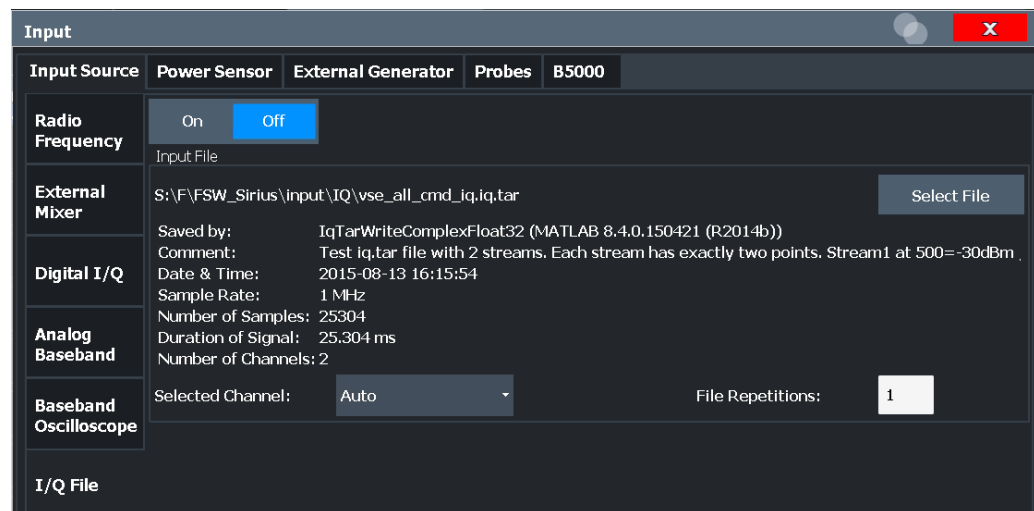 Input
X
Input Source Power Sensor External Generator Probes B5000
Radio
Frequency
On Off
Input File
External
Mixer
S:\F\FSW_Sirius\input\IQ\vse_all_cmd_iq.iq.tar
Select File
Saved by: IqTarWriteComplexFloat32 (MATLAB 8.4.0.150421 (R2014b))
Comment: Test iq.tar file with 2 streams. Each stream has exactly two points. Stream1 at 500=-30dBm
Digital I/Q
Date & Time: 2015-08-13 16:15:54
Sample Rate: 1 MHz
Number of Samples: 25304
Analog
Baseband
Duration of Signal: 25.304 ms
Number of Channels: 2
Baseband
Oscilloscope
Selected Channel: Auto
File Repetitions: 1
I/Q File